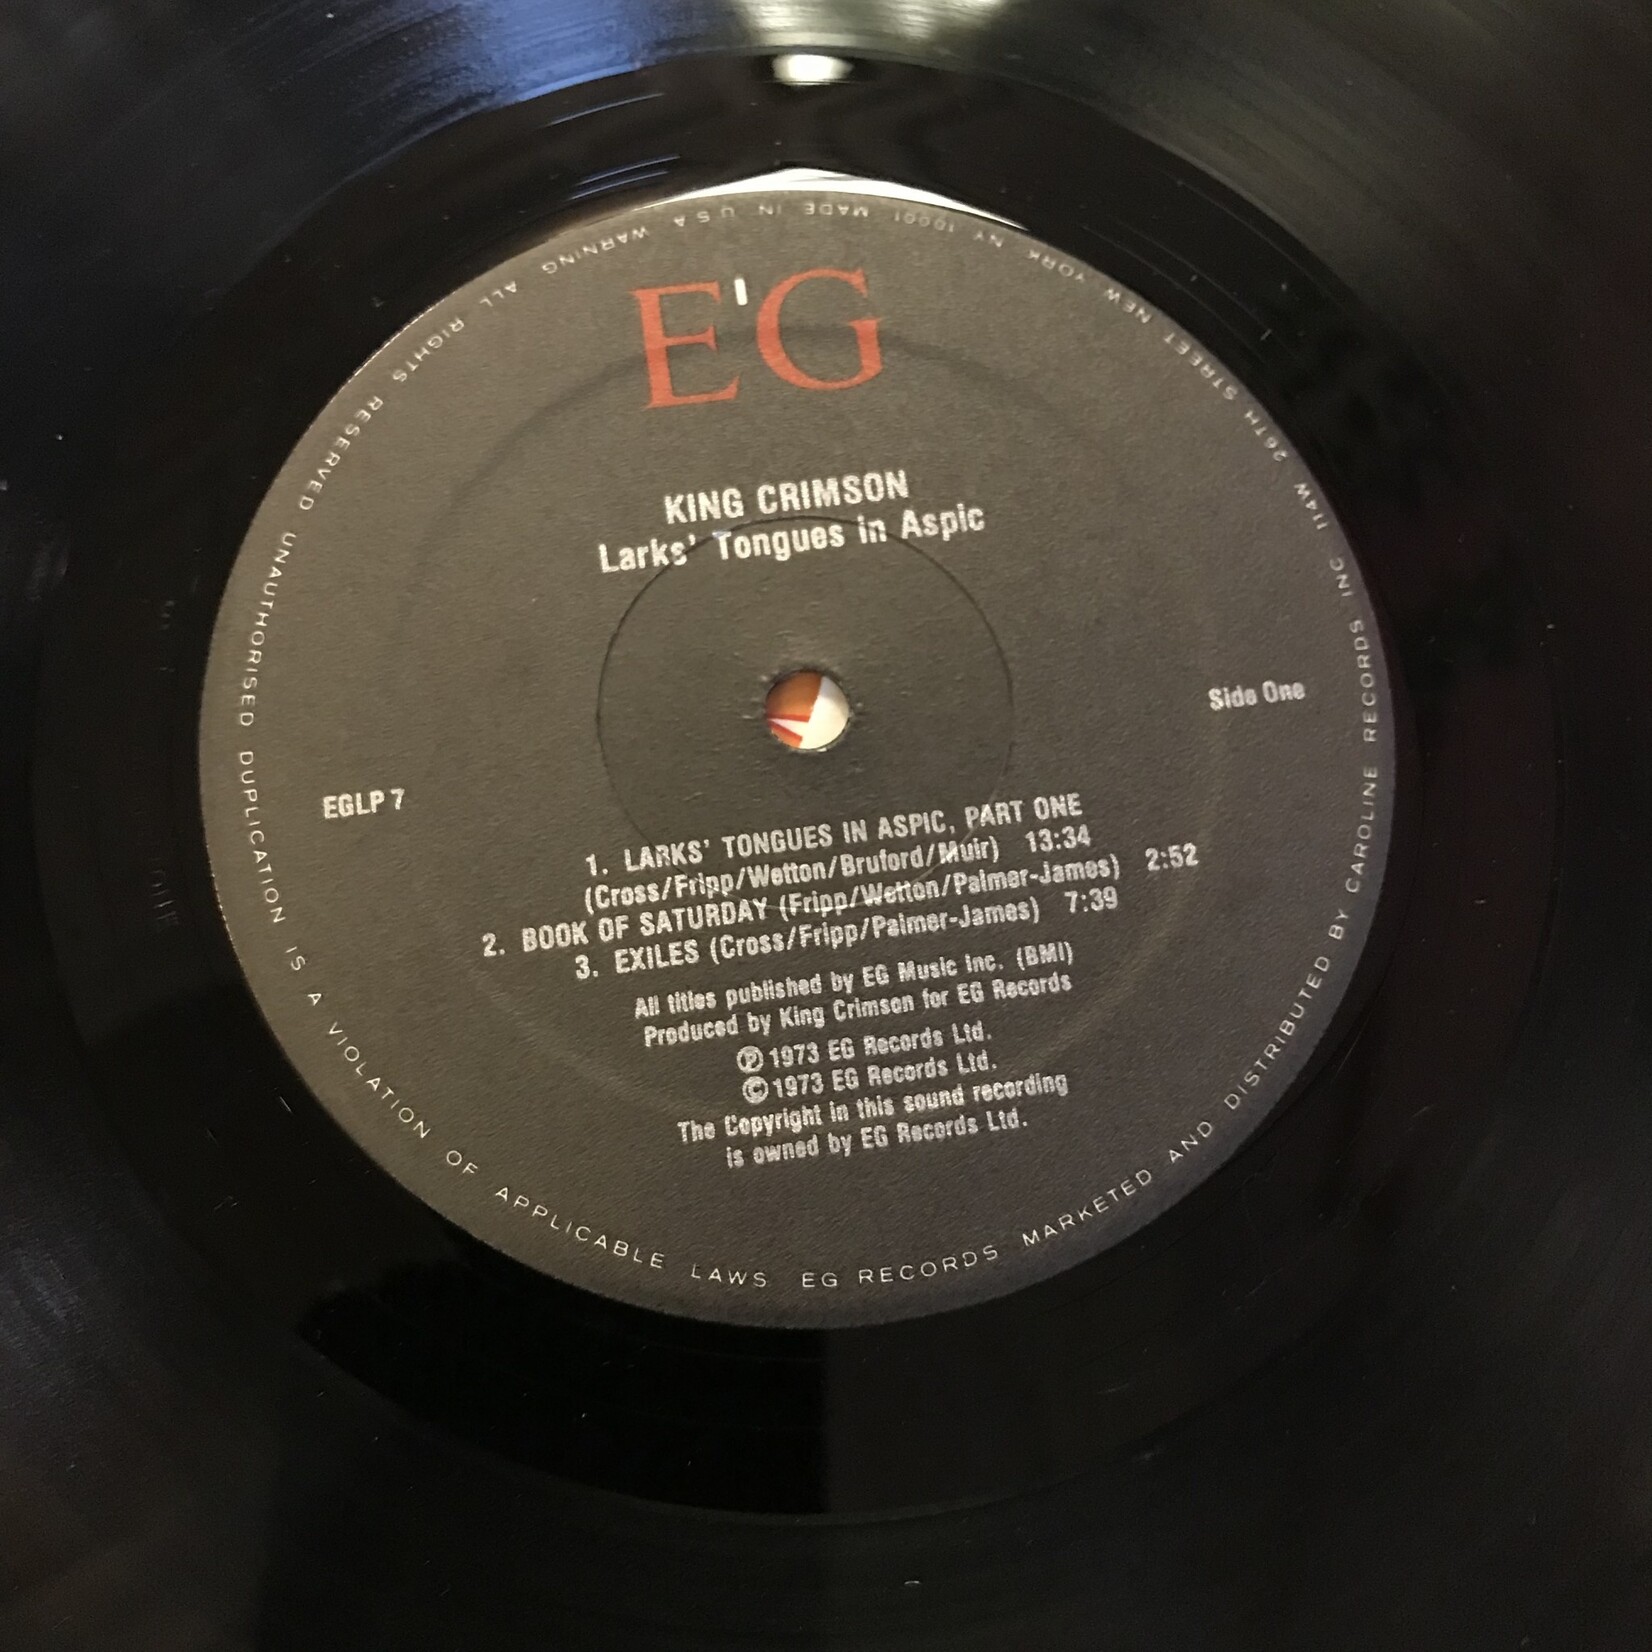 E'G
KING CRIMSON
Larks' Tongues in Aspic
Side One
EGLP 7
1. LARKS' TONGUES IN ASPIC, PART ONE
(Cross/Fripp/Wetton/Bruford/Muir) 13:34
2. BOOK OF SATURDAY (Fripp/Wetton/Palmer-James) 2:52
3. EXILES (Cross/Fripp/Palmer-James) 7:39
All titles published by EG Music Inc. (BMI)
Produced by King Crimson for EG Records
Ⓟ 1973 EG Records Ltd.
© 1973 EG Records Ltd.
The Copyright in this sound recording
is owned by EG Records Ltd.
WARNING ALL RIGHTS RESERVED UNAUTHORISED DUPLICATION IS A VIOLATION OF APPLICABLE LAWS EG RECORDS MARKETED AND DISTRIBUTED BY CAROLINE RECORDS INC 114W 26TH STREET NEW YORK NY 10001 MADE IN U.S.A